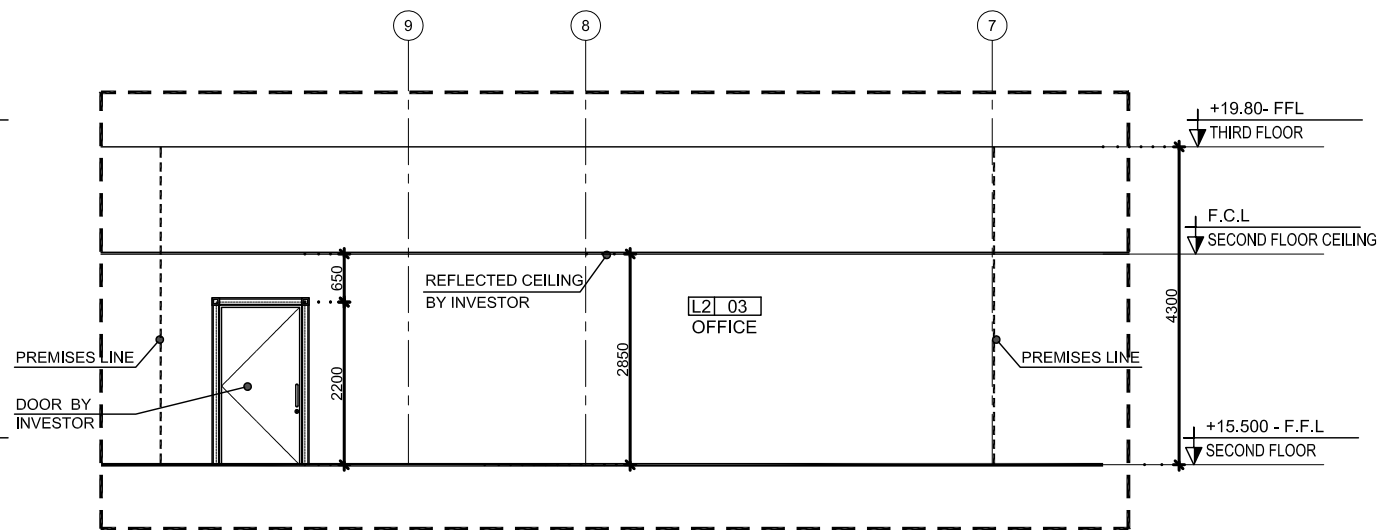 9
8
7
+19.80- FFL
THIRD FLOOR
F.C.L
SECOND FLOOR CEILING
650
REFLECTED CEILING
BY INVESTOR
L2 03
OFFICE
4300
PREMISES LINE
2850
PREMISES LINE
2200
DOOR BY
INVESTOR
+15.500 - F.F.L
SECOND FLOOR